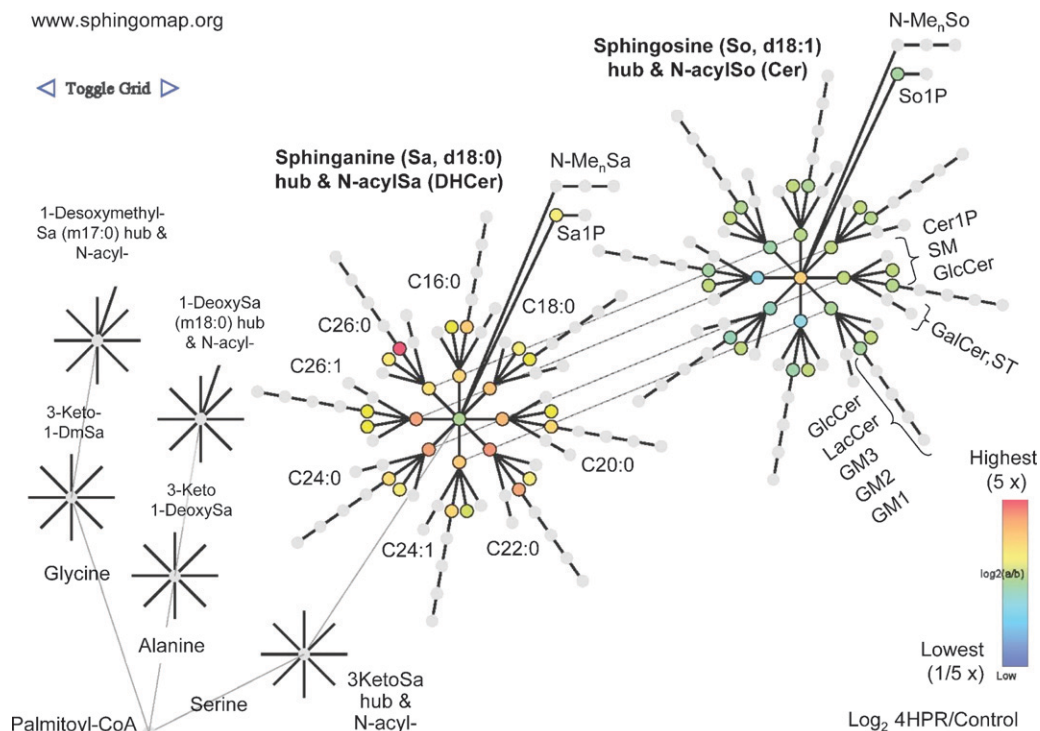 www.sphingomap.org
Toggle Grid
N-MenSo
Sphingosine (So, d18:1)
hub & N-acylSo (Cer)
So1P
Sphinganine (Sa, d18:0)
hub & N-acylSa (DHCer)
N-MenSa
Sa1P
1-Desoxymethyl-
Sa (m17:0) hub &
N-acyl-
1-DeoxySa
(m18:0) hub
& N-acyl-
C16:0
C18:0
C26:0
C26:1
C24:0
C24:1
C22:0
C20:0
Cer1P
SM
GlcCer
GalCer,ST
GlcCer
LacCer
GM3
GM2
GM1
3-Keto-
1-DmSa
3-Keto
1-DeoxySa
Glycine
Alanine
Serine
Palmitoyl-CoA
3KetoSa
hub &
N-acyl-
Highest
(5 x)
log2(a/b)
Lowest
(1/5 x)
Low
Log2 4HPR/Control